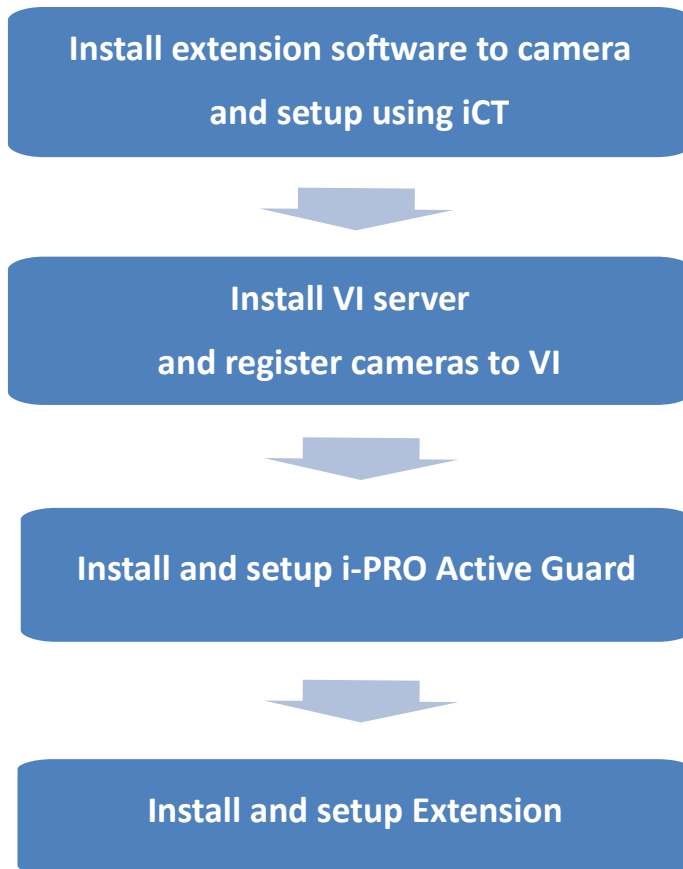 Install extension software to camera
and setup using iCT
Install VI server
and register cameras to VI
Install and setup i-PRO Active Guard
Install and setup Extension